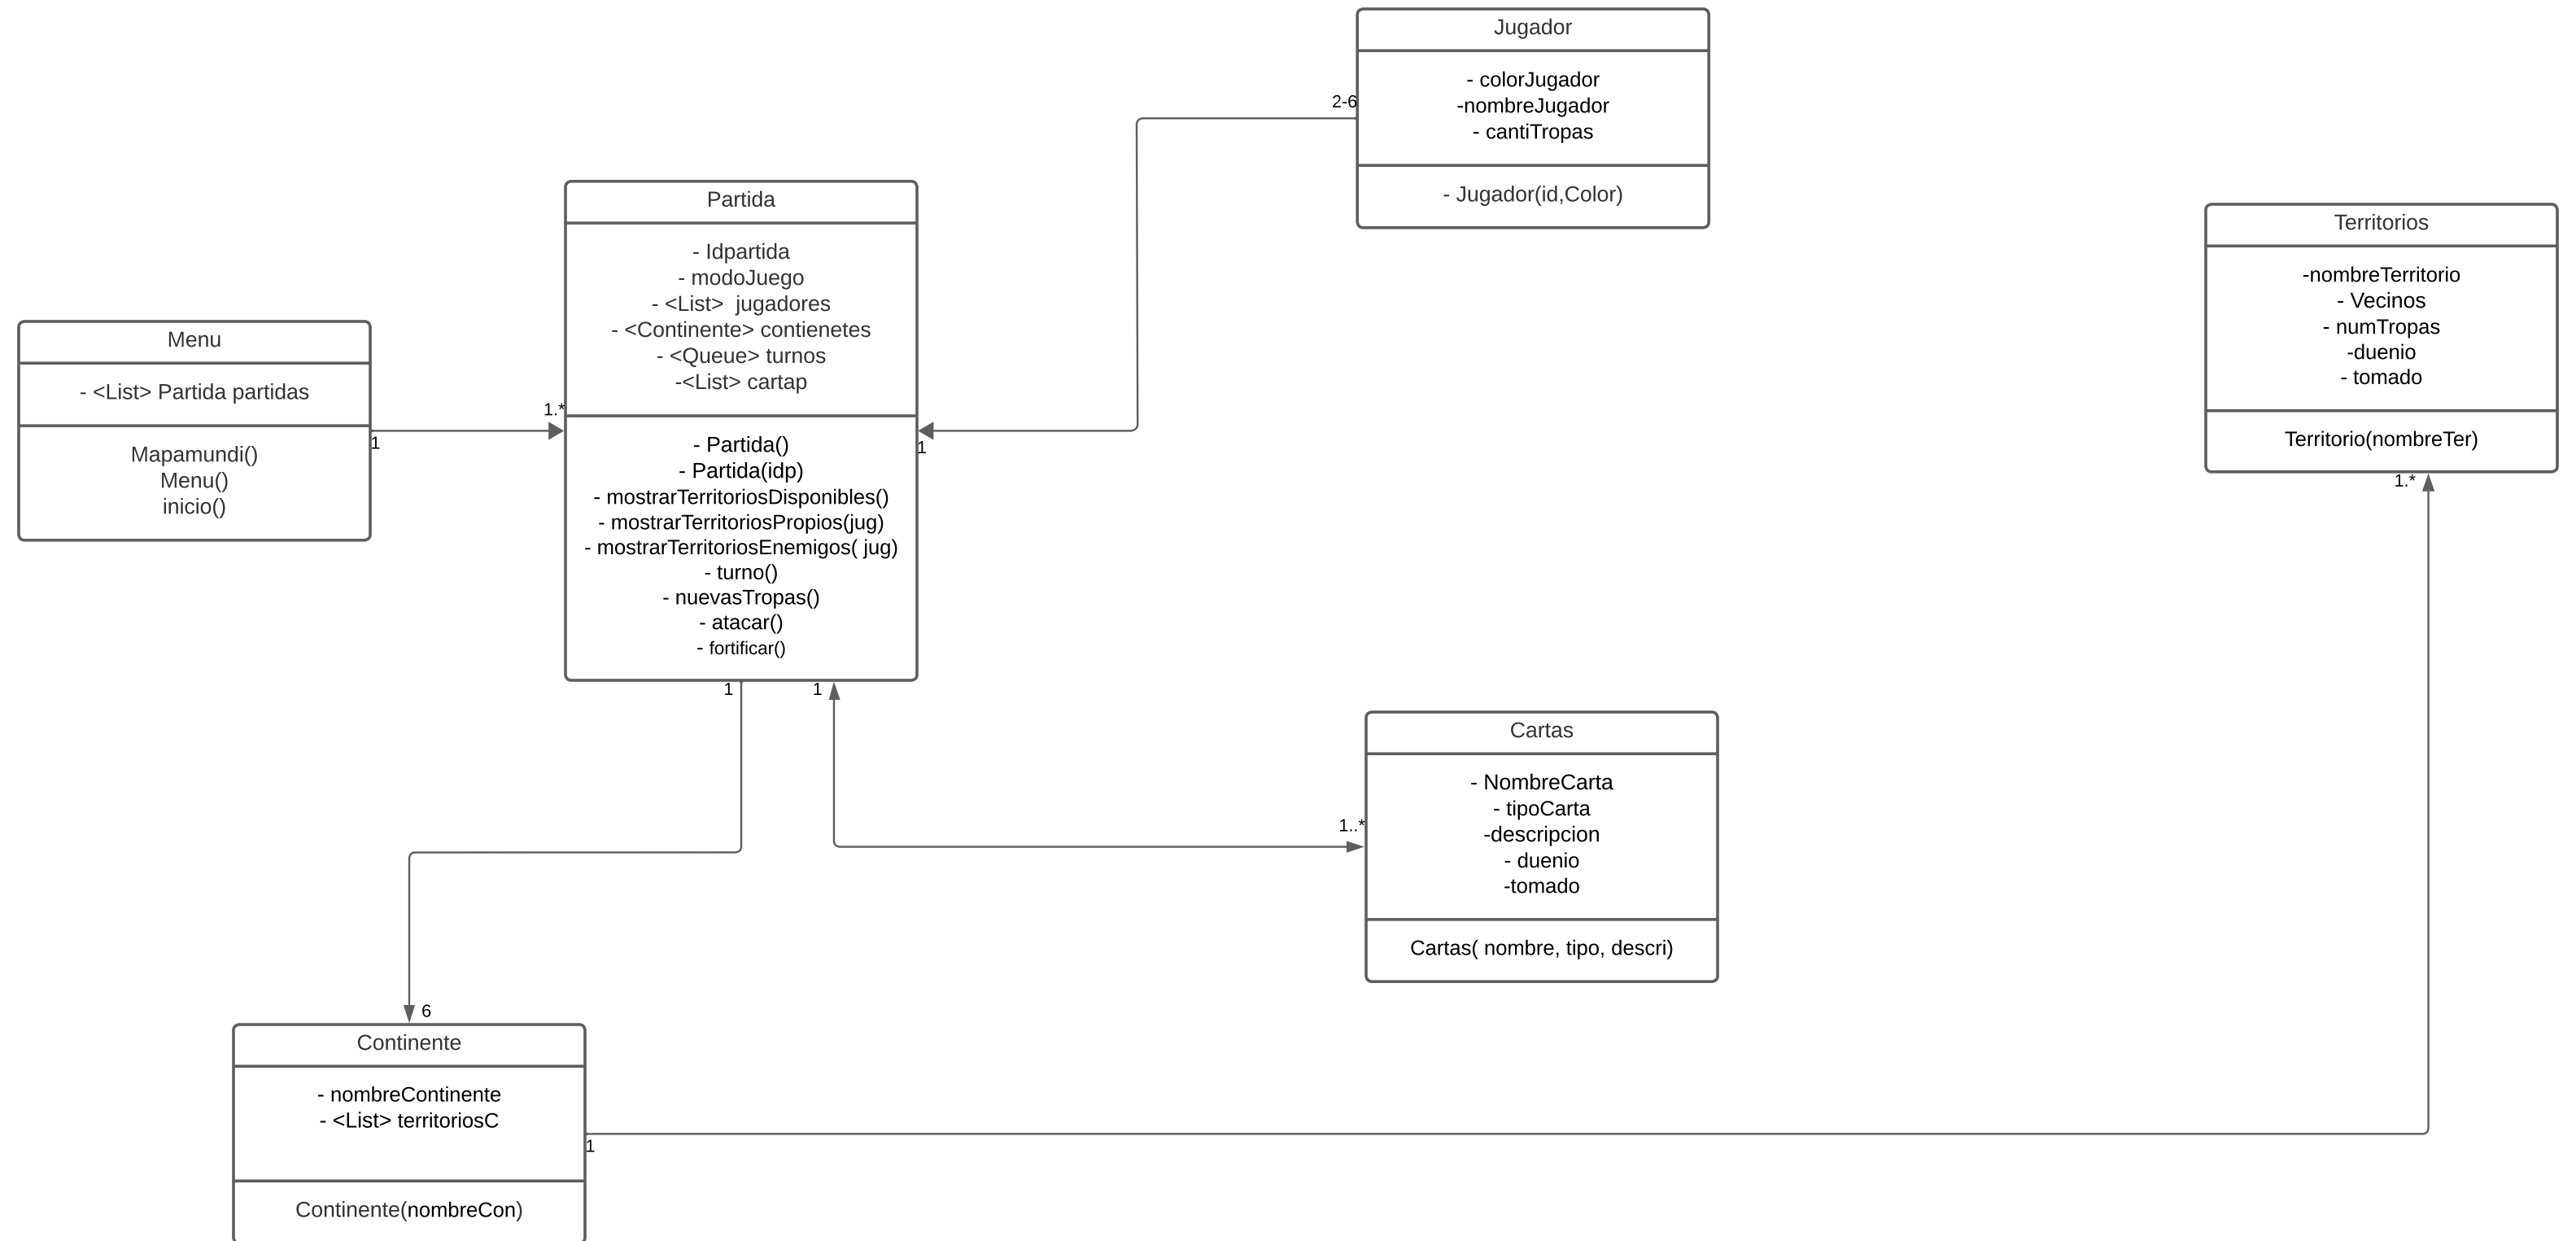 Jugador
- colorJugador
-nombreJugador
- cantiTropas
- Jugador(id,Color)
2-6
Partida
- Idpartida
- modoJuego
- <List>  jugadores
- <Continente> contienetes
- <Queue> turnos
-<List> cartap
- Partida()
- Partida(idp)
- mostrarTerritoriosDisponibles()
- mostrarTerritoriosPropios(jug)
- mostrarTerritoriosEnemigos( jug)
- turno()
- nuevasTropas()
- atacar()
- fortificar()
1.*
1
1
1
Territorios
-nombreTerritorio
- Vecinos
- numTropas
-duenio
- tomado
Territorio(nombreTer)
1.*
Menu
- <List> Partida partidas
Mapamundi()
Menu()
inicio()
1
Cartas
- NombreCarta
- tipoCarta
-descripcion
- duenio
-tomado
Cartas( nombre, tipo, descri)
1..*
6
Continente
- nombreContinente
- <List> territoriosC
Continente(nombreCon)
1